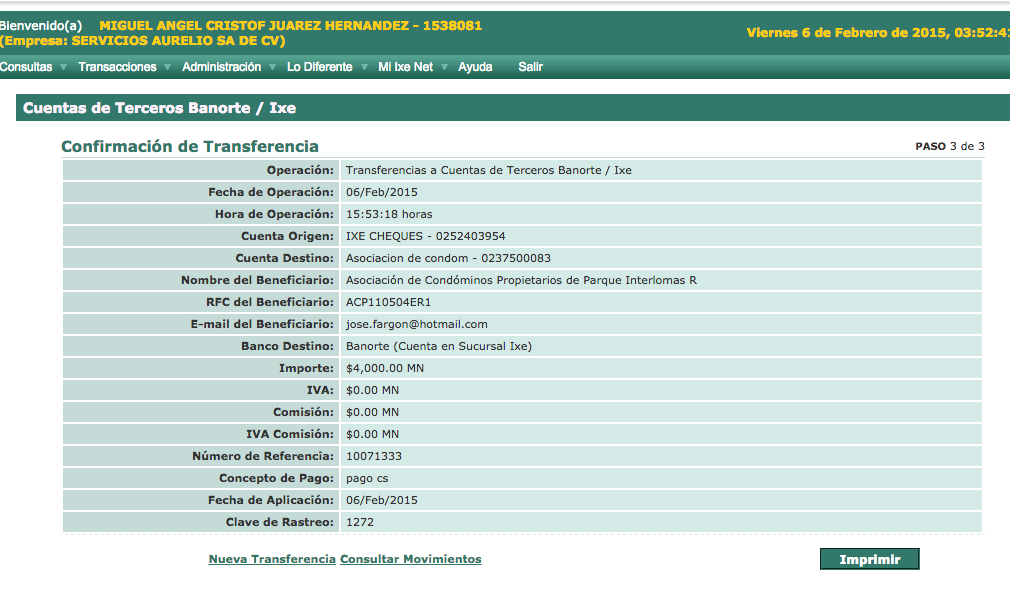 Bienvenido(a) MIGUEL ANGEL CRISTOF JUAREZ HERNANDEZ - 1538081
(Empresa: SERVICIOS AURELIO SA DE CV)
Viernes 6 de Febrero de 2015, 03:52:41
Consultas Transacciones Administración Lo Diferente Mi Ixe Net Ayuda Salir
Cuentas de Terceros Banorte / Ixe
Confirmación de Transferencia PASO 3 de 3
Operación: Transferencias a Cuentas de Terceros Banorte / Ixe
Fecha de Operación: 06/Feb/2015
Hora de Operación: 15:53:18 horas
Cuenta Origen: IXE CHEQUES - 0252403954
Cuenta Destino: Asociacion de condom - 0237500083
Nombre del Beneficiario: Asociación de Condóminos Propietarios de Parque Interlomas R
RFC del Beneficiario: ACP110504ER1
E-mail del Beneficiario: jose.fargon@hotmail.com
Banco Destino: Banorte (Cuenta en Sucursal Ixe)
Importe: $4,000.00 MN
IVA: $0.00 MN
Comisión: $0.00 MN
IVA Comisión: $0.00 MN
Número de Referencia: 10071333
Concepto de Pago: pago cs
Fecha de Aplicación: 06/Feb/2015
Clave de Rastreo: 1272
Nueva Transferencia Consultar Movimientos Imprimir